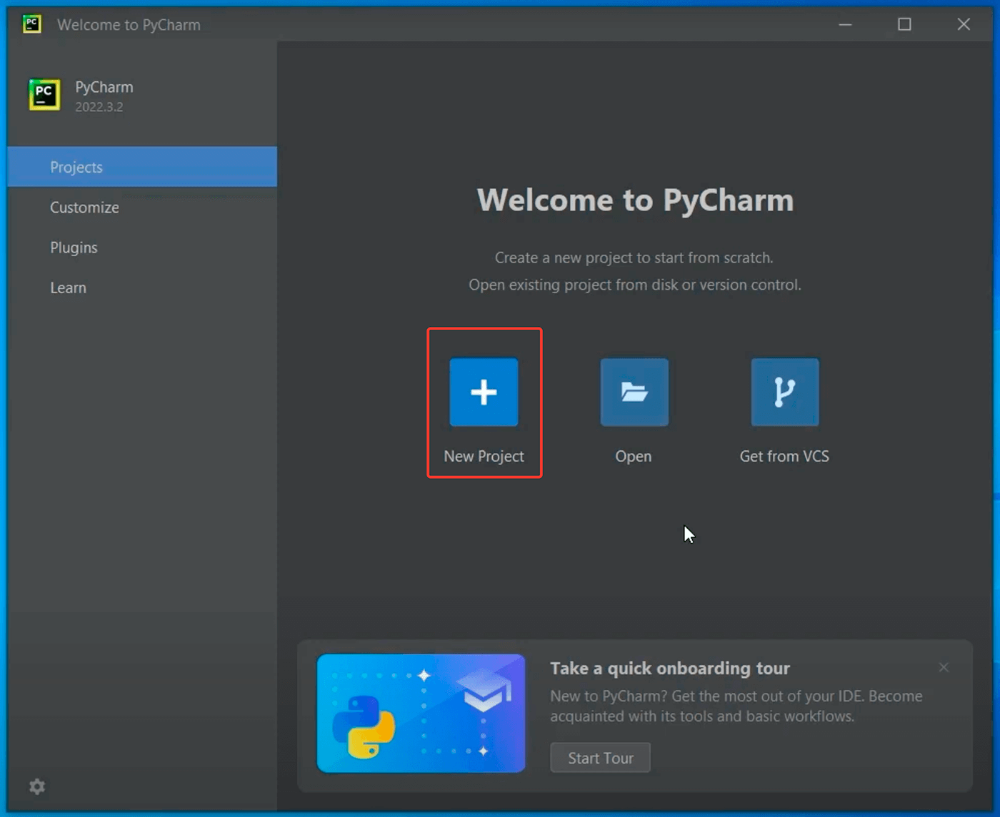 PC
Welcome to PyCharm
PC
PyCharm
2022.3.2
Projects
Customize
Plugins
Learn
Welcome to PyCharm
Create a new project to start from scratch.
Open existing project from disk or version control.
New Project
Open
Get from VCS
Take a quick onboarding tour
New to PyCharm? Get the most out of your IDE. Become
acquainted with its tools and basic workflows.
Start Tour